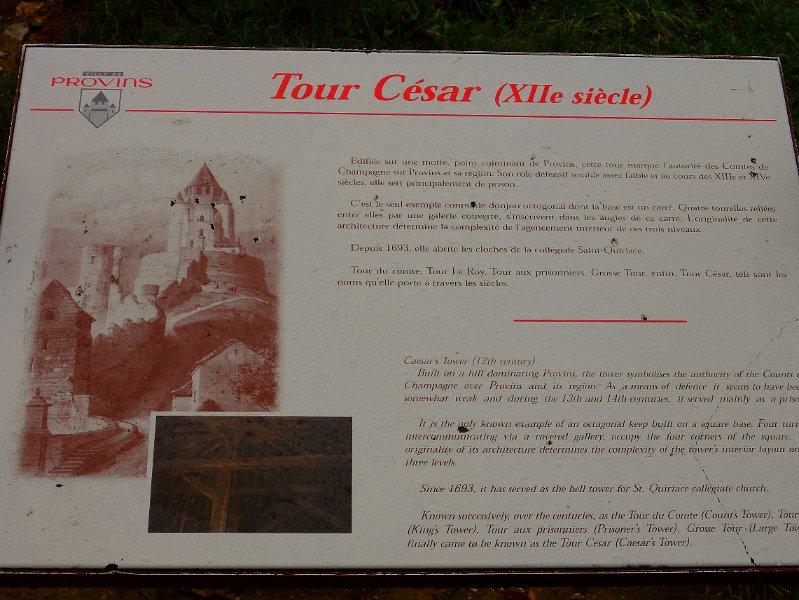 VILLE DE
PROVINS
Tour César (XIIe siècle)
Edifiée sur une motte, point culminant de Provins, cette tour marque l'autorité des Comtes de
Champagne sur Provins et sa région. Son rôle défensif semble assez faible et au cours des XIIIe et XIVe
siècles, elle sert principalement de prison.
C'est le seul exemple connu de donjon octogonal dont la base est un carré. Quatre tourelles reliées
entre elles par une galerie couverte, s'inscrivent dans les angles de ce carré. L'originalité de cette
architecture détermine la complexité de l'agencement intérieur de ces trois niveaux.
Depuis 1693, elle abrite les cloches de la collégiale Saint-Quiriace.
Tour du comte, Tour Le Roy, Tour aux prisonniers, Grosse Tour, enfin, Tour César, tels sont les
noms qu'elle porte à travers les siècles.
Caesar's Tower (12th century)
Built on a hill dominating Provins, the tower symbolises the authority of the Counts
Champagne over Provins and its region. As a means of defence it seems to have bee
somewhat weak and during the 13th and 14th centuries, it served mainly as a priso
It is the only known example of an octagonal keep built on a square base. Four turr
intercommunicating via a covered gallery, occupy the four corners of the square.
originality of its architecture determines the complexity of the tower's interior layout on
three levels.
Since 1693, it has served as the bell tower for St. Quiriace collegiate church.
Known successively, over the centuries, as the Tour du Comte (Count's Tower), Tour
(King's Tower), Tour aux prisonniers (Prisoner's Tower), Grosse Tour (Large Tow
finally came to be known as the Tour César (Caesar's Tower).